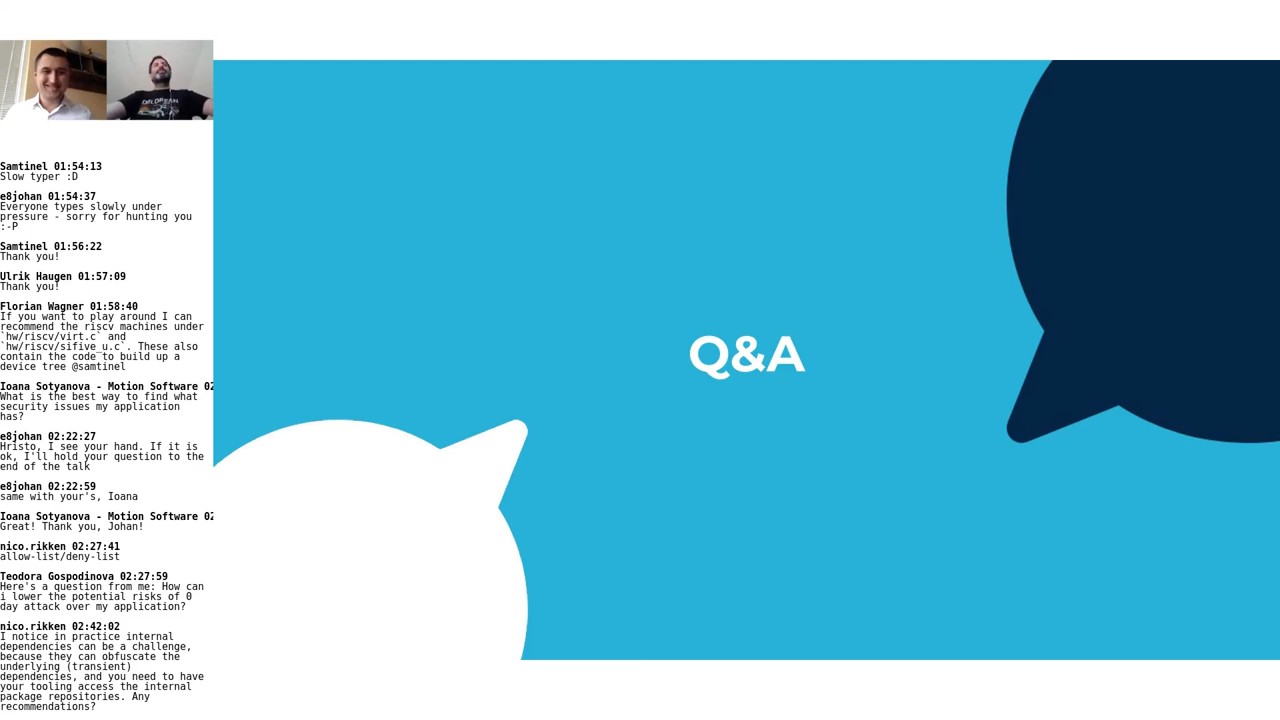 DELOREAN
Samtinel 01:54:13
Slow typer :D
e8johan 01:54:37
Everyone types slowly under
pressure - sorry for hunting you
:-P
Samtinel 01:56:22
Thank you!
Ulrik Haugen 01:57:09
Thank you!
Florian Wagner 01:58:40
If you want to play around I can
recommend the riscv machines under
`hw/riscv/virt.c` and
`hw/riscv/sifive_u.c`. These also
contain the code to build up a
device tree @samtinel
Ioana Sotyanova - Motion Software 02
What is the best way to find what
security issues my application
has?
e8johan 02:22:27
Hristo, I see your hand. If it is
ok, I'll hold your question to the
end of the talk
e8johan 02:22:59
same with your's, Ioana
Ioana Sotyanova - Motion Software 02
Great! Thank you, Johan!
nico.rikken 02:27:41
allow-list/deny-list
Teodora Gospodinova 02:27:59
Here's a question from me: How can
i lower the potential risks of 0
day attack over my application?
nico.rikken 02:42:02
I notice in practice internal
dependencies can be a challenge,
because they can obfuscate the
underlying (transient)
dependencies, and you need to have
your tooling access the internal
package repositories. Any
recommendations?
Q&A